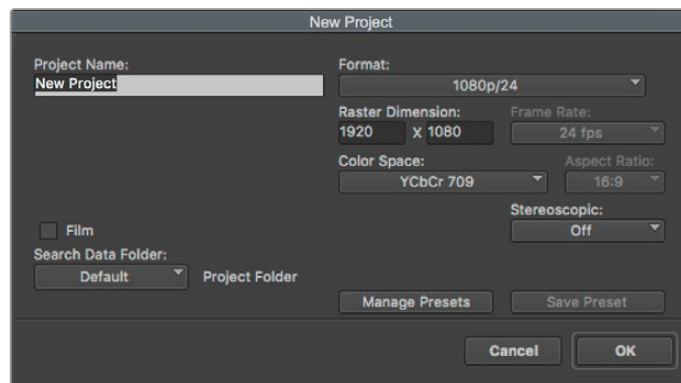 New Project
Project Name:
New Project
Format:
1080p/24
Raster Dimension:
Frame Rate:
1920 X 1080
24 fps
Color Space:
Aspect Ratio:
YCbCr 709
16:9
Stereoscopic:
Off
Film
Search Data Folder:
Default
Project Folder
Manage Presets
Save Preset
Cancel
OK